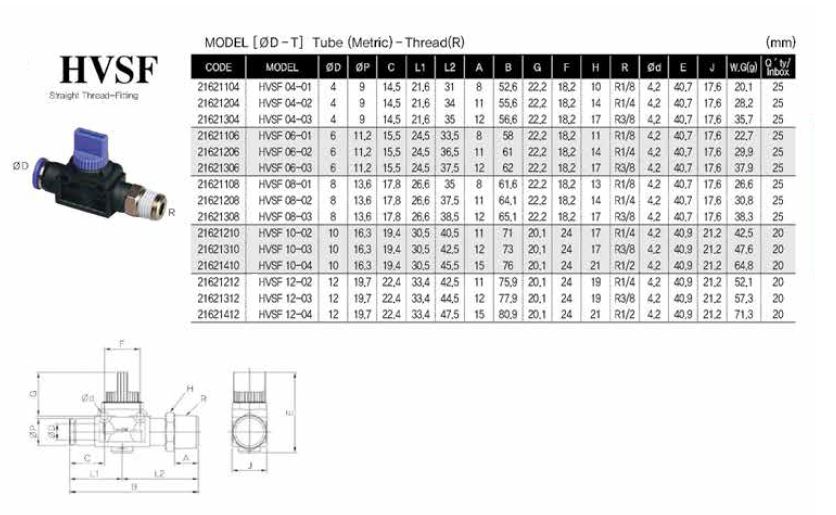 MODEL [ØD-T] Tube (Metric)-Thread(R) (mm)
HVSF
Straight Thread-Fitting
ØD
R
CODE MODEL ØD ØP C L1 L2 A B G F H R Ød E J W.G(g) Q'ty/Inbox
21621104 HVSF 04-01 4 9 14,5 21,6 31 8 52,6 22,2 18,2 10 R1/8 4,2 40,7 17,6 20,1 25
21621204 HVSF 04-02 4 9 14,5 21,6 34 11 55,6 22,2 18,2 14 R1/4 4,2 40,7 17,6 28,2 25
21621304 HVSF 04-03 4 9 14,5 21,6 35 12 56,6 22,2 18,2 17 R3/8 4,2 40,7 17,6 35,7 25
21621106 HVSF 06-01 6 11,2 15,5 24,5 33,5 8 58 22,2 18,2 11 R1/8 4,2 40,7 17,6 22,7 25
21621206 HVSF 06-02 6 11,2 15,5 24,5 36,5 11 61 22,2 18,2 14 R1/4 4,2 40,7 17,6 29,9 25
21621306 HVSF 06-03 6 11,2 15,5 24,5 37,5 12 62 22,2 18,2 17 R3/8 4,2 40,7 17,6 37,9 25
21621108 HVSF 08-01 8 13,6 17,8 26,6 35 8 61,6 22,2 18,2 13 R1/8 4,2 40,7 17,6 26,6 25
21621208 HVSF 08-02 8 13,6 17,8 26,6 37,5 11 64,1 22,2 18,2 14 R1/4 4,2 40,7 17,6 30,8 25
21621308 HVSF 08-03 8 13,6 17,8 26,6 38,5 12 65,1 22,2 18,2 17 R3/8 4,2 40,7 17,6 38,3 25
21621210 HVSF 10-02 10 16,3 19,4 30,5 40,5 11 71 20,1 24 17 R1/4 4,2 40,9 21,2 42,5 20
21621310 HVSF 10-03 10 16,3 19,4 30,5 42,5 12 73 20,1 24 17 R3/8 4,2 40,9 21,2 47,6 20
21621410 HVSF 10-04 10 16,3 19,4 30,5 45,5 15 76 20,1 24 21 R1/2 4,2 40,9 21,2 64,8 20
21621212 HVSF 12-02 12 19,7 22,4 33,4 42,5 11 75,9 20,1 24 19 R1/4 4,2 40,9 21,2 52,1 20
21621312 HVSF 12-03 12 19,7 22,4 33,4 44,5 12 77,9 20,1 24 19 R3/8 4,2 40,9 21,2 57,3 20
21621412 HVSF 12-04 12 19,7 22,4 33,4 47,5 15 80,9 20,1 24 21 R1/2 4,2 40,9 21,2 71,3 20
F
G
H
Ød
R
ØP
ØD
C
A
L1
L2
B
E
J